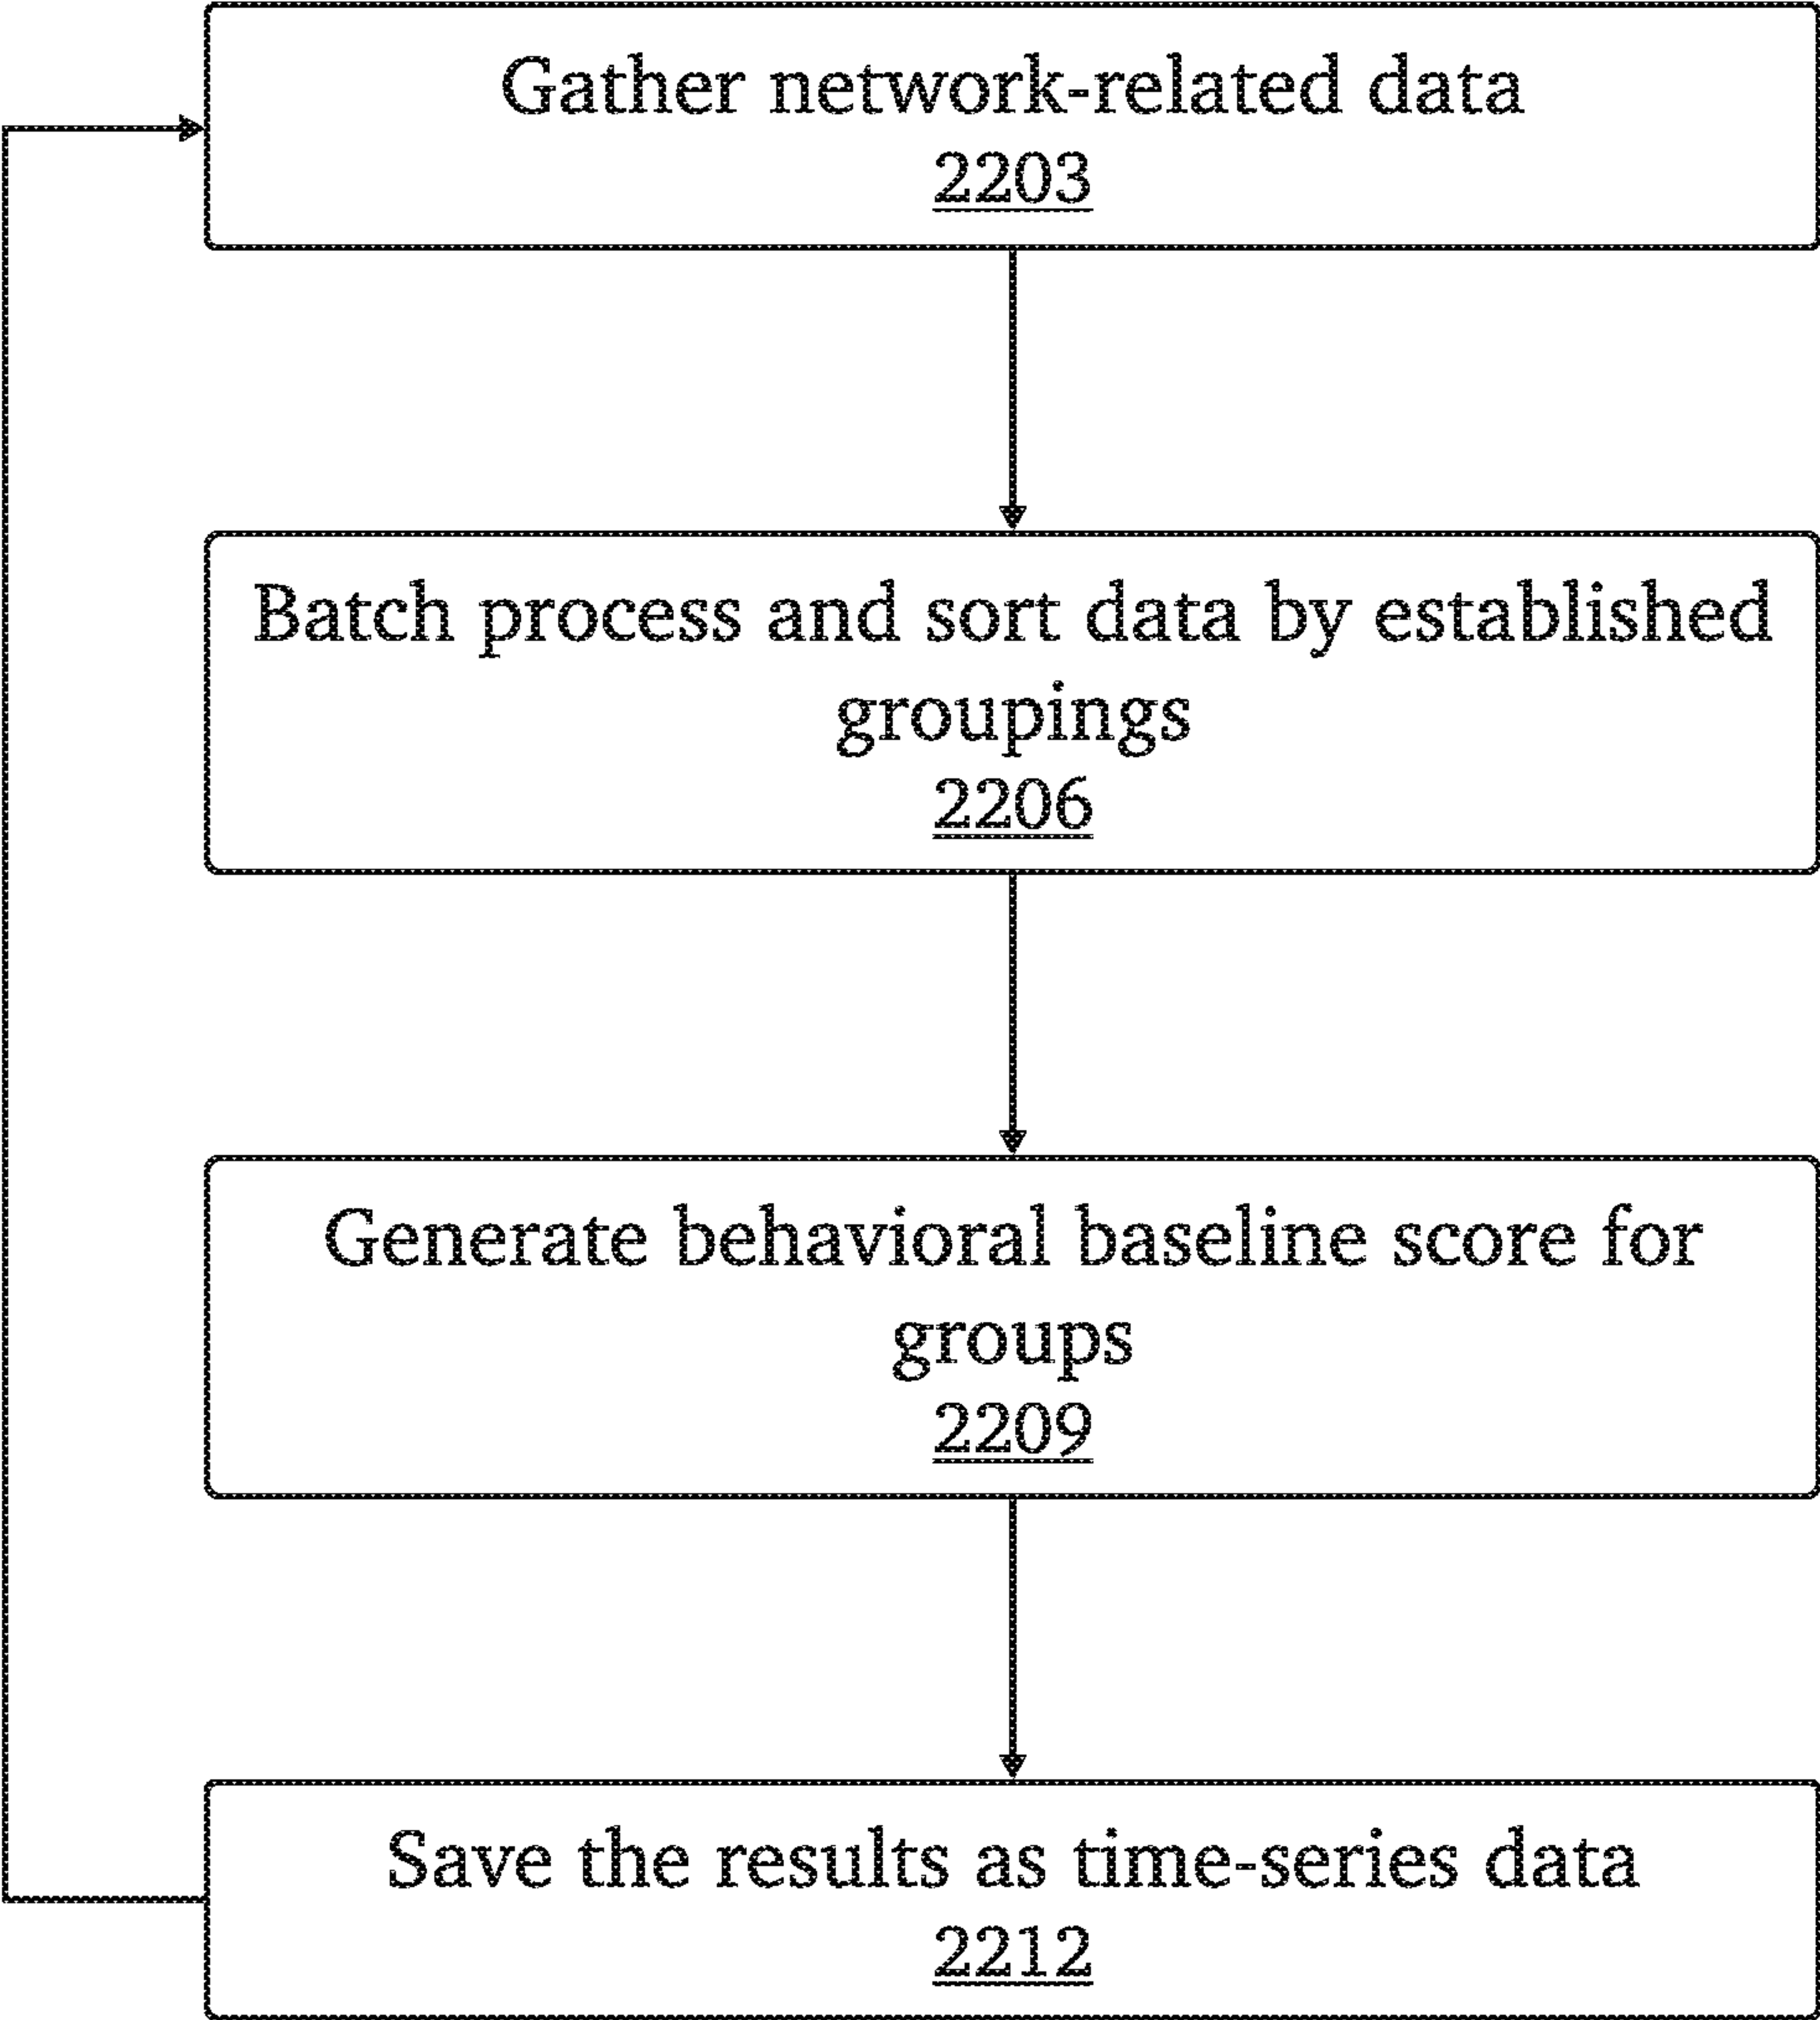 Gather network-related data
2203
Batch process and sort data by established
groupings
2206
Generate behavioral baseline score for
groups
2209
Save the results as time-series data
2212